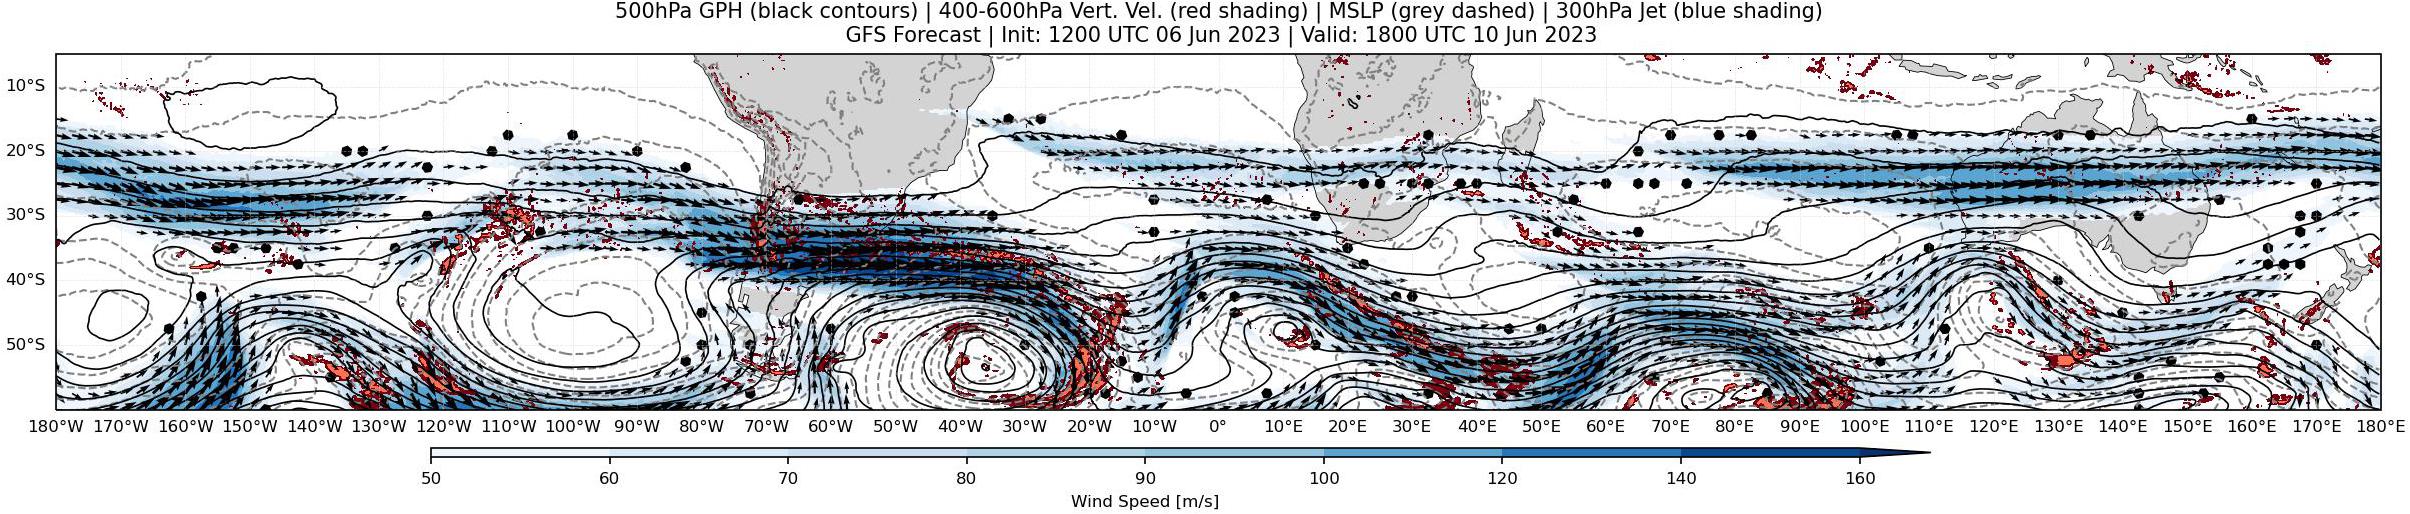 500hPa GPH (black contours) | 400-600hPa Vert. Vel. (red shading) | MSLP (grey dashed) | 300hPa Jet (blue shading)
GFS Forecast | Init: 1200 UTC 06 Jun 2023 | Valid: 1800 UTC 10 Jun 2023
10°S
20°S
30°S
40°S
50°S
180°W 170°W 160°W 150°W 140°W 130°W 120°W 110°W 100°W 90°W 80°W 70°W 60°W 50°W 40°W 30°W 20°W 10°W 0° 10°E 20°E 30°E 40°E 50°E 60°E 70°E 80°E 90°E 100°E 110°E 120°E 130°E 140°E 150°E 160°E 170°E 180°E
50 60 70 80 90 100 120 140 160
Wind Speed [m/s]